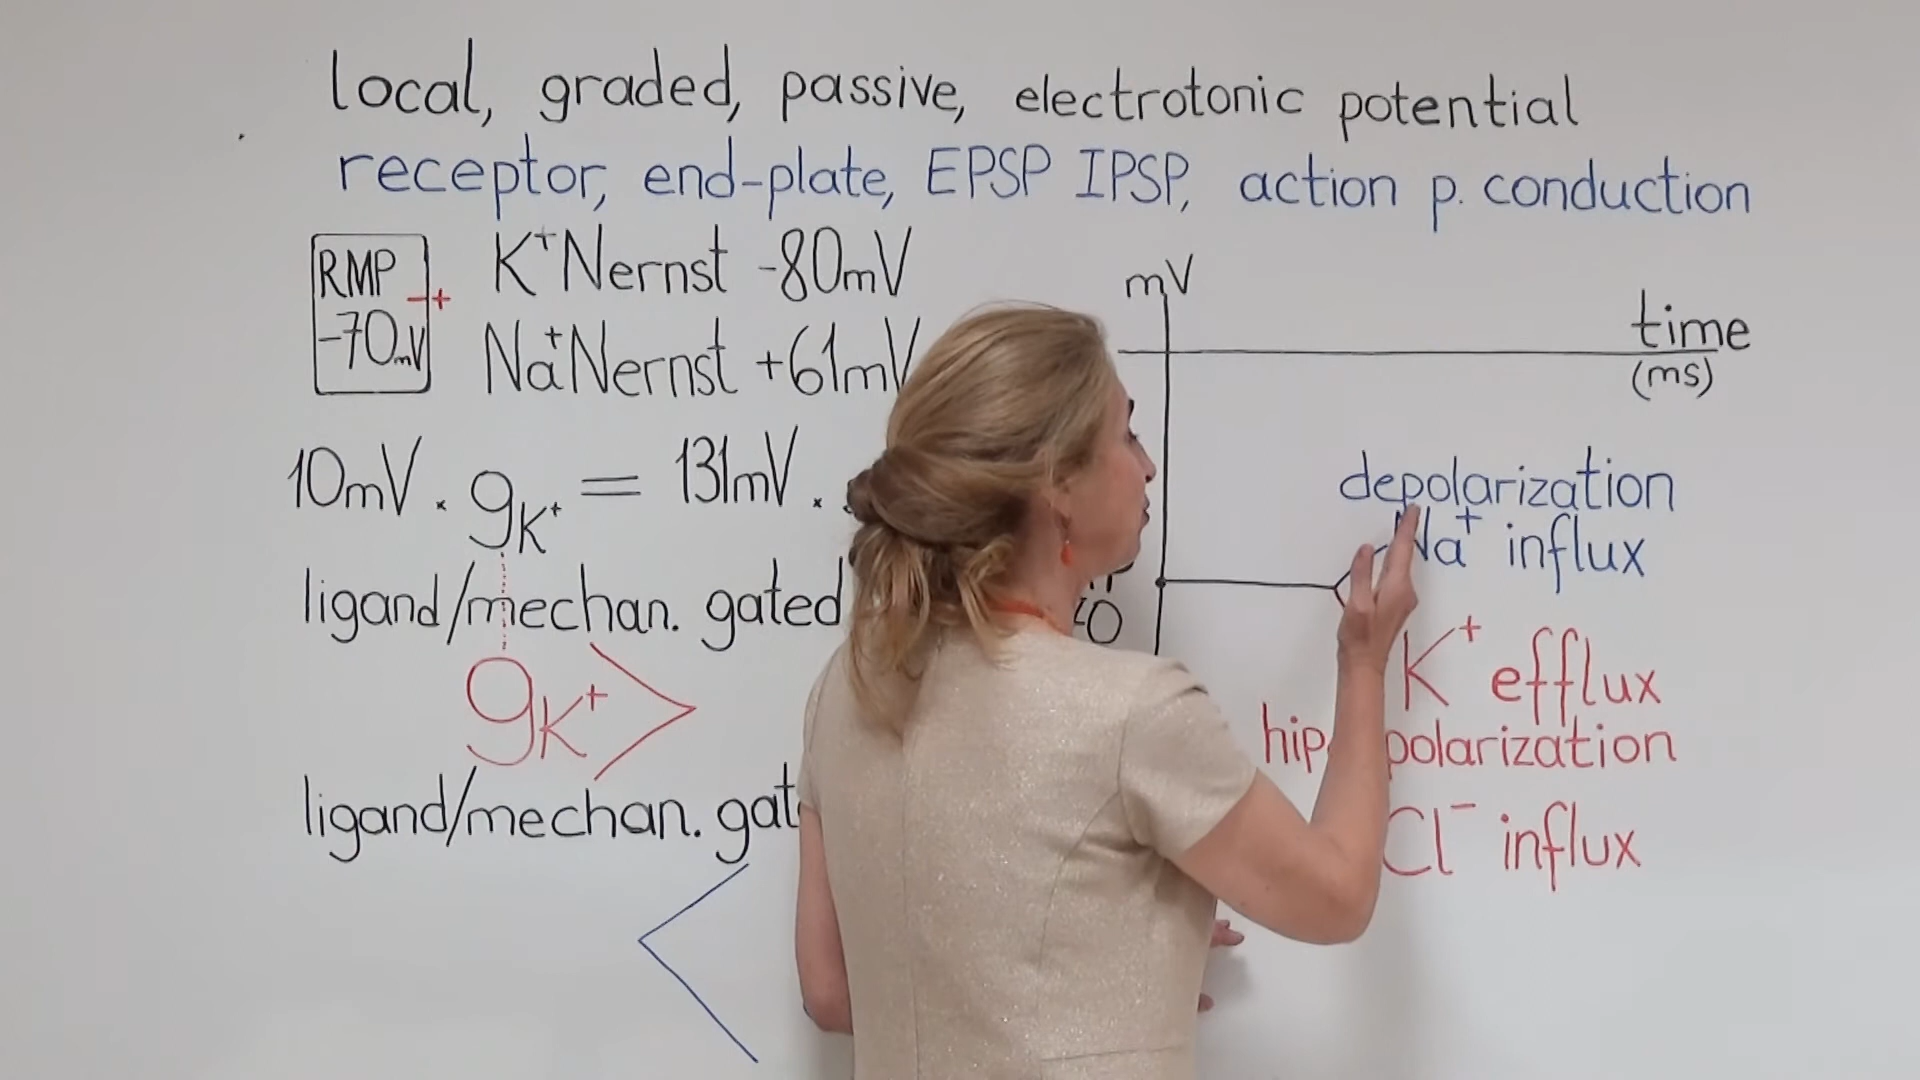 local, graded, passive, electrotonic potential
receptor, end-plate, EPSP IPSP, action p. conduction
RMP
-70mV
- +
K⁺ Nernst -80mV
Na⁺ Nernst +61mV
10mV . gK⁺ = 131mV .
ligand/mechan. gated
gK⁺ >
ligand/mechan. gat
<
mV
time
(ms)
depolarization
Na⁺ influx
K⁺ efflux
hip polarization
Cl⁻ influx